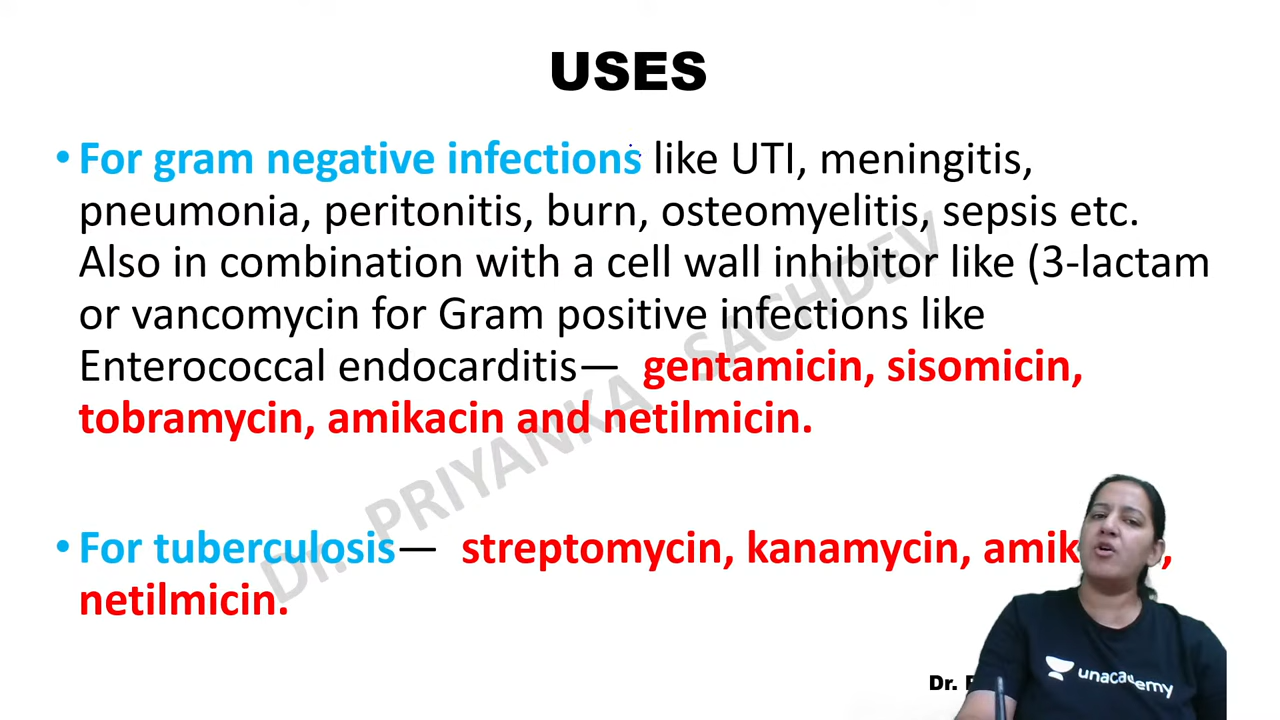 USES
• For gram negative infections like UTI, meningitis,
pneumonia, peritonitis, burn, osteomyelitis, sepsis etc.
Also in combination with a cell wall inhibitor like (3-lactam
or vancomycin for Gram positive infections like
Enterococcal endocarditis— gentamicin, sisomicin,
tobramycin, amikacin and netilmicin.
• For tuberculosis— streptomycin, kanamycin, amik ,
netilmicin.
Dr. PRIYANKA SACHDEV
Dr.
unacademy